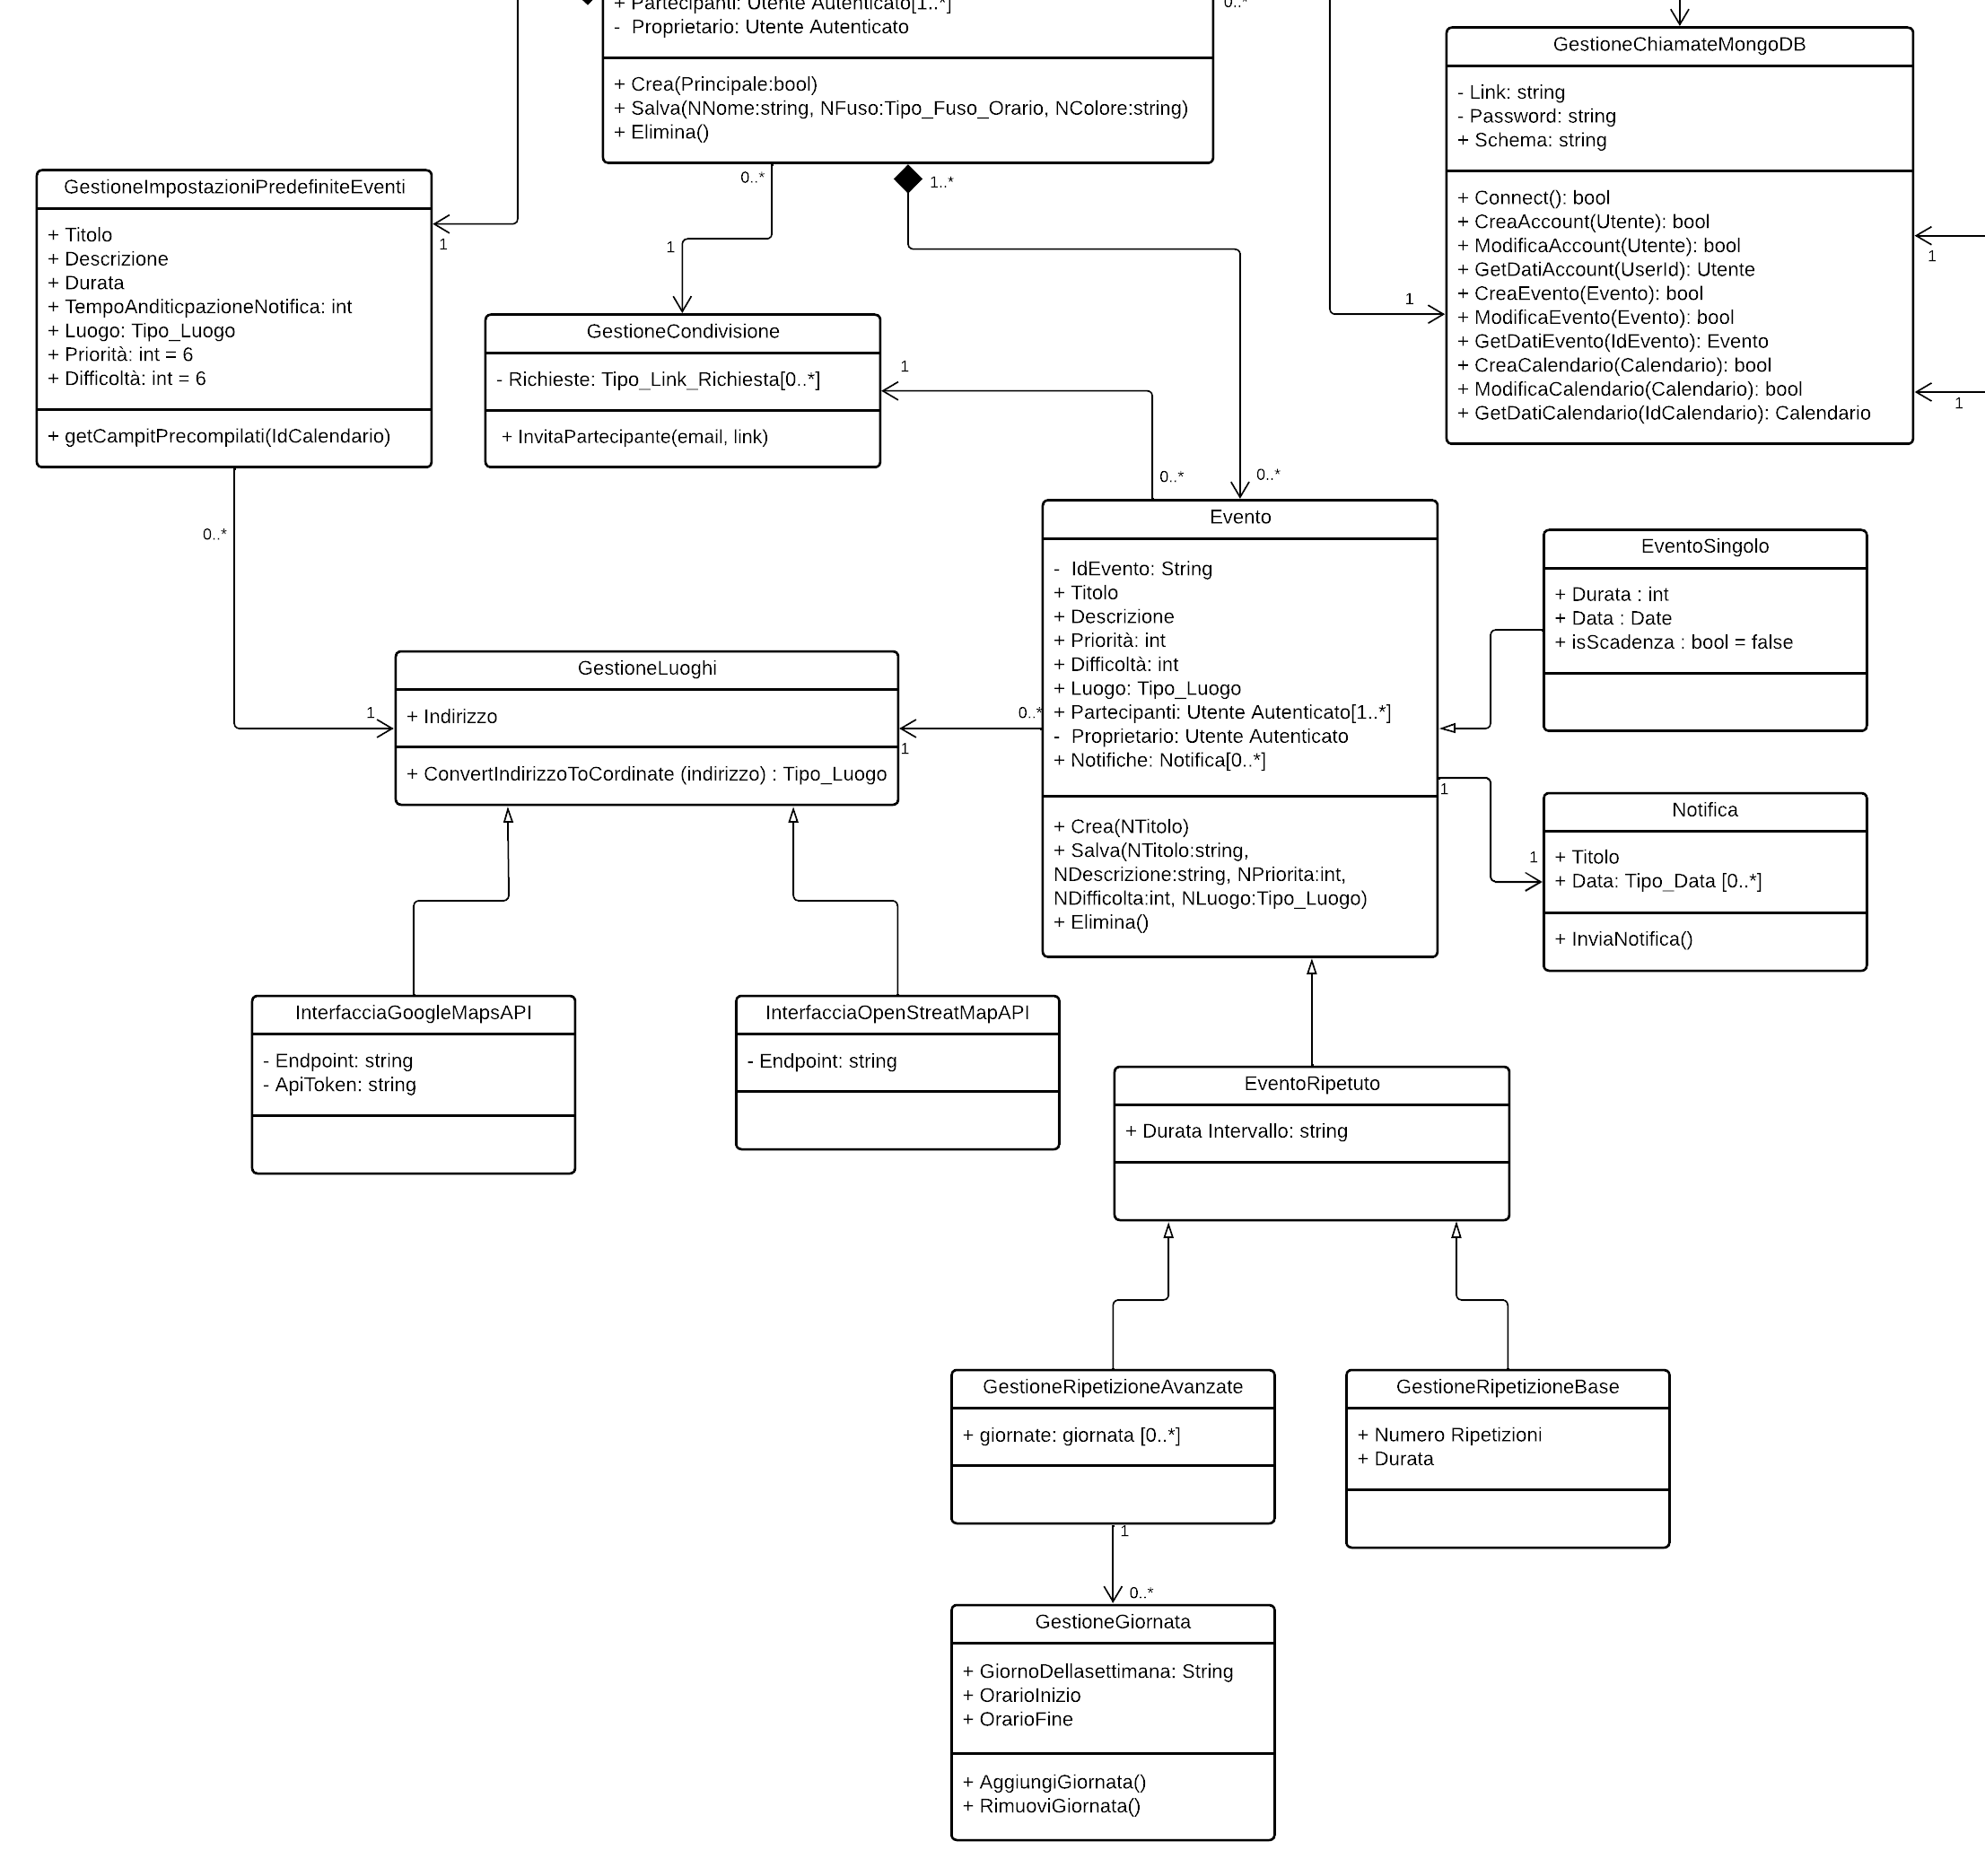 + Partecipanti: Utente Autenticato[1..*]
-  Proprietario: Utente Autenticato
+ Crea(Principale:bool)
+ Salva(NNome:string, NFuso:Tipo_Fuso_Orario, NColore:string)
+ Elimina()
0..*
0..*
1..*
GestioneChiamateMongoDB
- Link: string
- Password: string
+ Schema: string
+ Connect(): bool
+ CreaAccount(Utente): bool
+ ModificaAccount(Utente): bool
+ GetDatiAccount(UserId): Utente
+ CreaEvento(Evento): bool
+ ModificaEvento(Evento): bool
+ GetDatiEvento(IdEvento): Evento
+ CreaCalendario(Calendario): bool
+ ModificaCalendario(Calendario): bool
+ GetDatiCalendario(IdCalendario): Calendario
1
1
1
GestioneImpostazioniPredefiniteEventi
+ Titolo
+ Descrizione
+ Durata
+ TempoAnditicpazioneNotifica: int
+ Luogo: Tipo_Luogo
+ Priorità: int = 6
+ Difficoltà: int = 6
+ getCampitPrecompilati(IdCalendario)
1
0..*
1
GestioneCondivisione
- Richieste: Tipo_Link_Richiesta[0..*]
+ InvitaPartecipante(email, link)
1
0..*
0..*
Evento
-  IdEvento: String
+ Titolo
+ Descrizione
+ Priorità: int
+ Difficoltà: int
+ Luogo: Tipo_Luogo
+ Partecipanti: Utente Autenticato[1..*]
-  Proprietario: Utente Autenticato
+ Notifiche: Notifica[0..*]
+ Crea(NTitolo)
+ Salva(NTitolo:string,
NDescrizione:string, NPriorita:int,
NDifficolta:int, NLuogo:Tipo_Luogo)
+ Elimina()
EventoSingolo
+ Durata : int
+ Data : Date
+ isScadenza : bool = false
1
1
Notifica
+ Titolo
+ Data: Tipo_Data [0..*]
+ InviaNotifica()
1
GestioneLuoghi
+ Indirizzo
+ ConvertIndirizzoToCordinate (indirizzo) : Tipo_Luogo
0..*
1
InterfacciaGoogleMapsAPI
- Endpoint: string
- ApiToken: string
InterfacciaOpenStreatMapAPI
- Endpoint: string
EventoRipetuto
+ Durata Intervallo: string
GestioneRipetizioneAvanzate
+ giornate: giornata [0..*]
GestioneRipetizioneBase
+ Numero Ripetizioni
+ Durata
1
0..*
GestioneGiornata
+ GiornoDellasettimana: String
+ OrarioInizio
+ OrarioFine
+ AggiungiGiornata()
+ RimuoviGiornata()